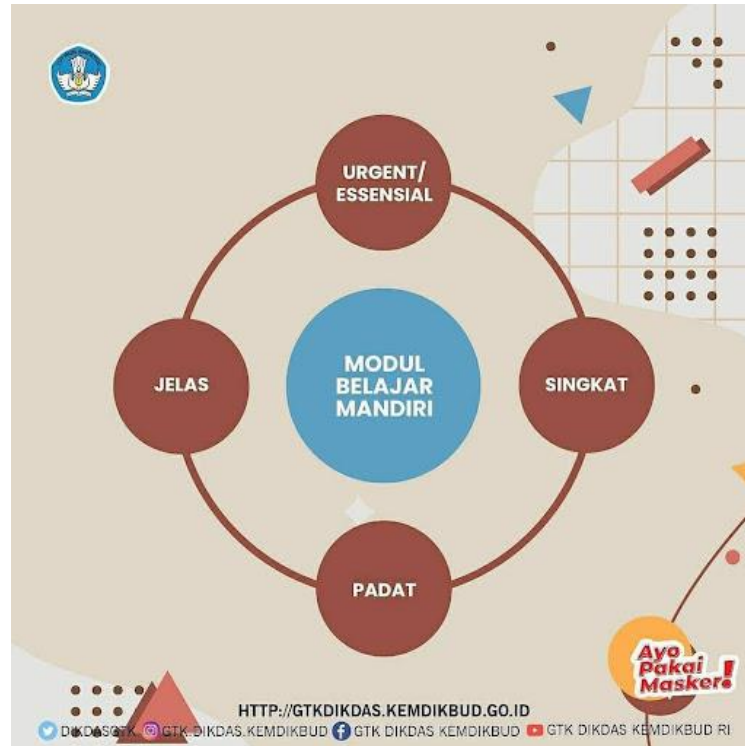 URGENT/
ESSENSIAL
JELAS
MODUL
BELAJAR
MANDIRI
SINGKAT
PADAT
Ayo
Pakai
Masker!
HTTP://GTKDIKDAS.KEMDIKBUD.GO.ID
DIKDASGTK GTK.DIKDAS.KEMDIKBUD GTK DIKDAS KEMDIKBUD GTK DIKDAS KEMDIKBUD RI